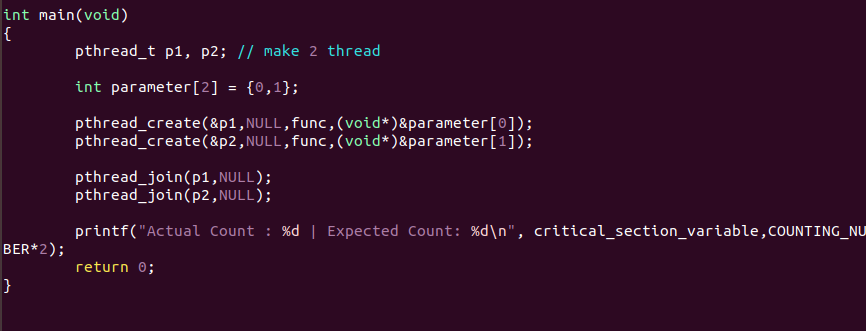 int main(void)
{
        pthread_t p1, p2; // make 2 thread

        int parameter[2] = {0,1};

        pthread_create(&p1,NULL,func,(void*)&parameter[0]);
        pthread_create(&p2,NULL,func,(void*)&parameter[1]);

        pthread_join(p1,NULL);
        pthread_join(p2,NULL);

        printf("Actual Count : %d | Expected Count: %d\n", critical_section_variable,COUNTING_NU
BER*2);
        return 0;
}